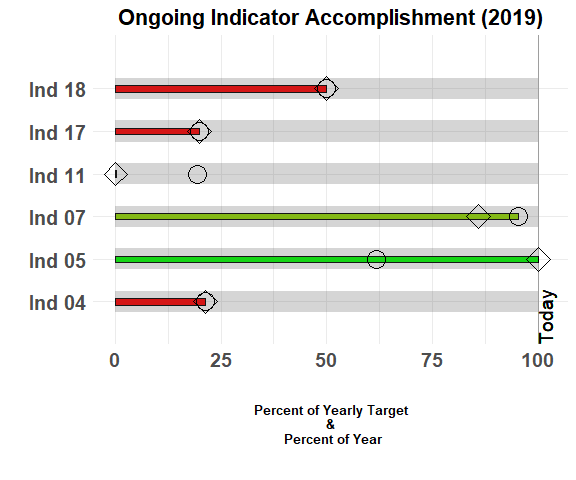 Ongoing Indicator Accomplishment (2019)
Ind 18
Ind 17
Ind 11
Ind 07
Ind 05
Ind 04
Today
0 25 50 75 100
Percent of Yearly Target
&
Percent of Year